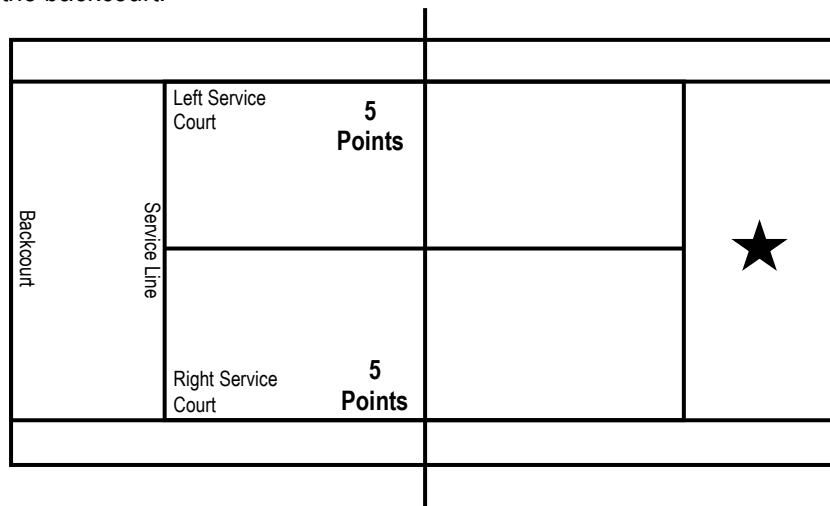 the backcourt.
Left Service
Court
5
Points
Backcourt
Service Line
Right Service
Court
5
Points